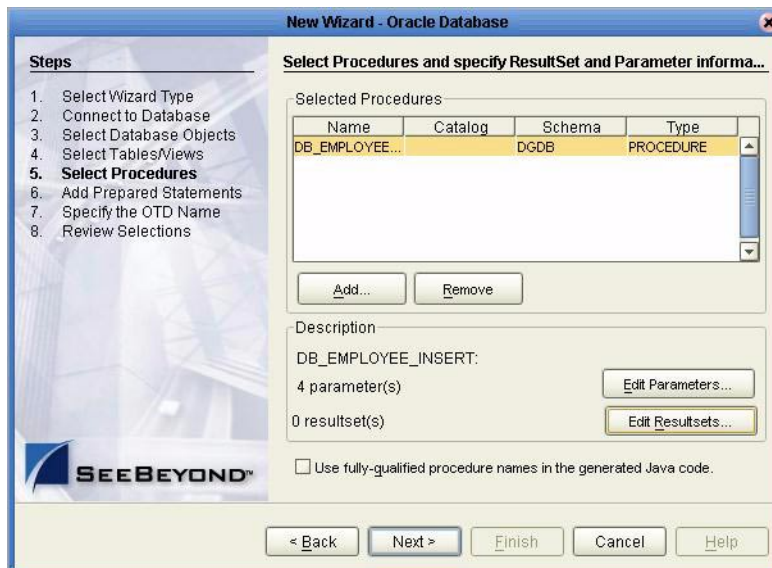 New Wizard - Oracle Database
Steps
1. Select Wizard Type
2. Connect to Database
3. Select Database Objects
4. Select Tables/Views
5. Select Procedures
6. Add Prepared Statements
7. Specify the OTD Name
8. Review Selections
SEEBEYOND™
Select Procedures and specify ResultSet and Parameter informa...
Selected Procedures
Name Catalog Schema Type
DB_EMPLOYEE... DGDB PROCEDURE
Add... Remove
Description
DB_EMPLOYEE_INSERT:
4 parameter(s) Edit Parameters...
0 resultset(s) Edit Resultsets...
Use fully-qualified procedure names in the generated Java code.
< Back Next > Finish Cancel Help